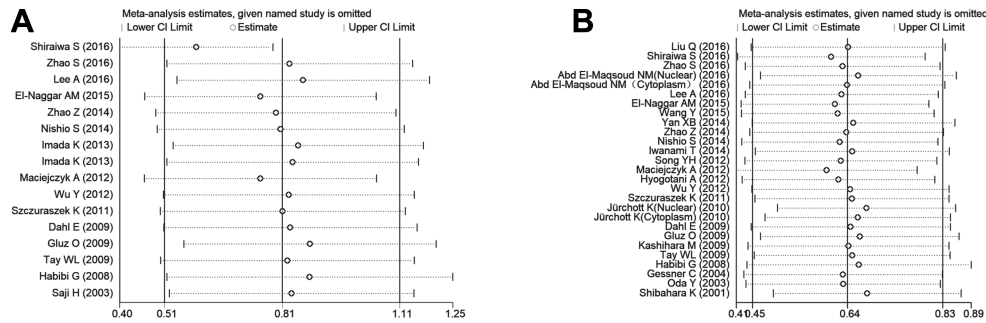 A
Meta-analysis estimates, given named study is omitted
Lower CI Limit Estimate Upper CI Limit
Shiraiwa S (2016)
Zhao S (2016)
Lee A (2016)
El-Naggar AM (2015)
Zhao Z (2014)
Nishio S (2014)
Imada K (2013)
Imada K (2013)
Maciejczyk A (2012)
Wu Y (2012)
Szczuraszek K (2011)
Dahl E (2009)
Gluz O (2009)
Tay WL (2009)
Habibi G (2008)
Saji H (2003)
0.40 0.51 0.81 1.11 1.25
B
Meta-analysis estimates, given named study is omitted
Lower CI Limit Estimate Upper CI Limit
Liu Q (2016)
Shiraiwa S (2016)
Zhao S (2016)
Abd El-Maqsoud NM(Nuclear) (2016)
Abd El-Maqsoud NM（Cytoplasm） (2016)
Lee A (2016)
El-Naggar AM (2015)
Wang Y (2015)
Yan XB (2014)
Zhao Z (2014)
Nishio S (2014)
Iwanami T (2014)
Song YH (2012)
Maciejczyk A (2012)
Hyogotani A (2012)
Wu Y (2012)
Szczuraszek K (2011)
Jürchott K(Nuclear) (2010)
Jürchott K(Cytoplasm) (2010)
Dahl E (2009)
Gluz O (2009)
Kashihara M (2009)
Tay WL (2009)
Habibi G (2008)
Gessner C (2004)
Oda Y (2003)
Shibahara K (2001)
0.41 0.45 0.64 0.83 0.89